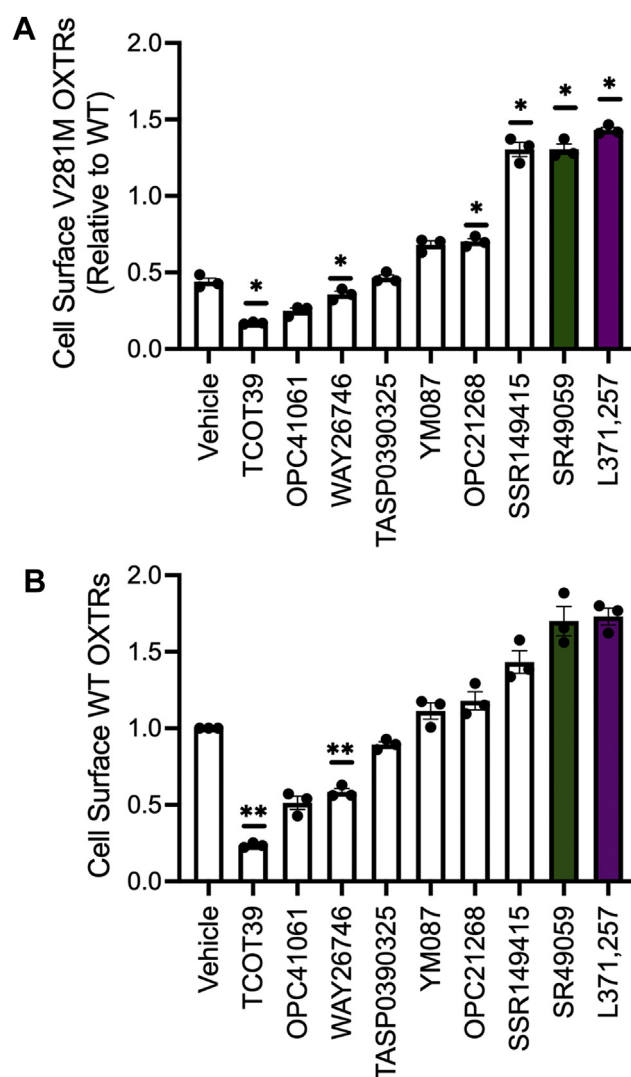 A
Cell Surface V281M OXTRs
(Relative to WT)
2.0
1.5
1.0
0.5
0.0
* * * * * *
Vehicle
TCOT39
OPC41061
WAY26746
TASP0390325
YM087
OPC21268
SSR149415
SR49059
L371,257
B
Cell Surface WT OXTRs
2.0
1.5
1.0
0.5
0.0
** **
Vehicle
TCOT39
OPC41061
WAY26746
TASP0390325
YM087
OPC21268
SSR149415
SR49059
L371,257